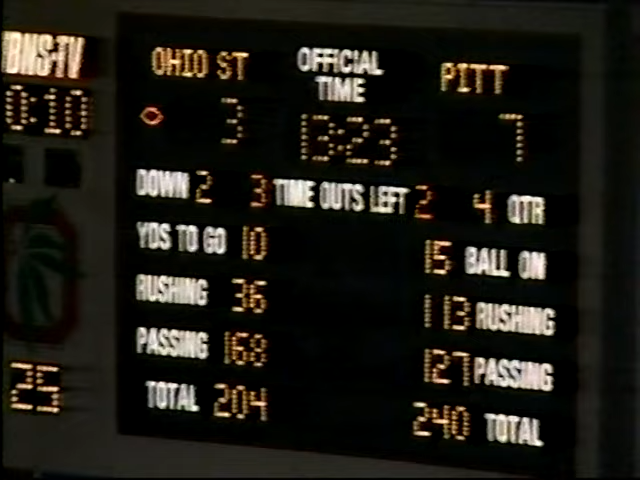 WBNS-TV
OHIO ST OFFICIAL TIME PITT
0:10 3 13:23 7
DOWN 2 3 TIME OUTS LEFT 2 4 QTR
YDS TO GO 10 15 BALL ON
RUSHING 36 113 RUSHING
PASSING 168 127 PASSING
25 TOTAL 204 240 TOTAL